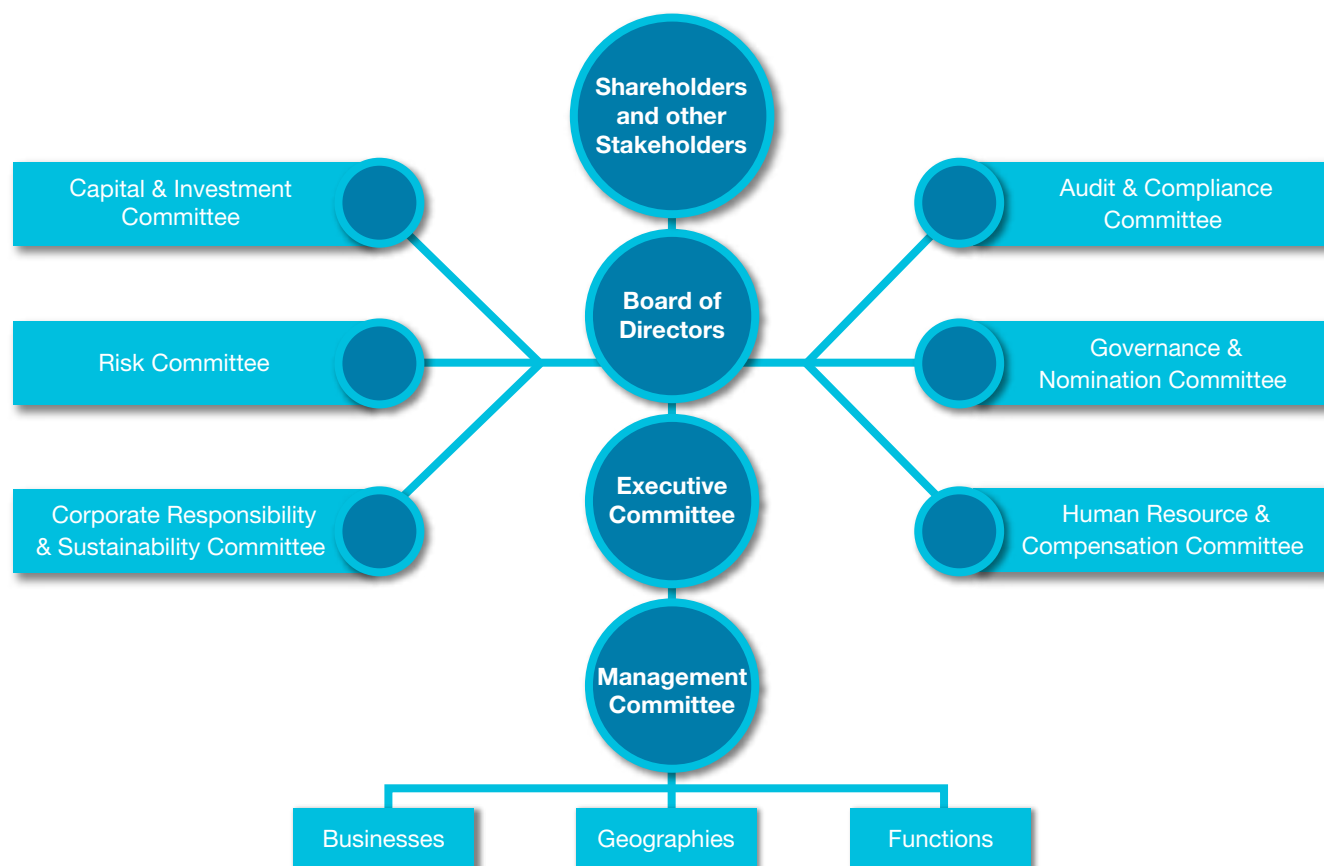 Shareholders
and other
Stakeholders
Capital & Investment
Committee
Audit & Compliance
Committee
Board of
Directors
Risk Committee
Governance &
Nomination Committee
Executive
Committee
Corporate Responsibility
& Sustainability Committee
Human Resource &
Compensation Committee
Management
Committee
Businesses
Geographies
Functions